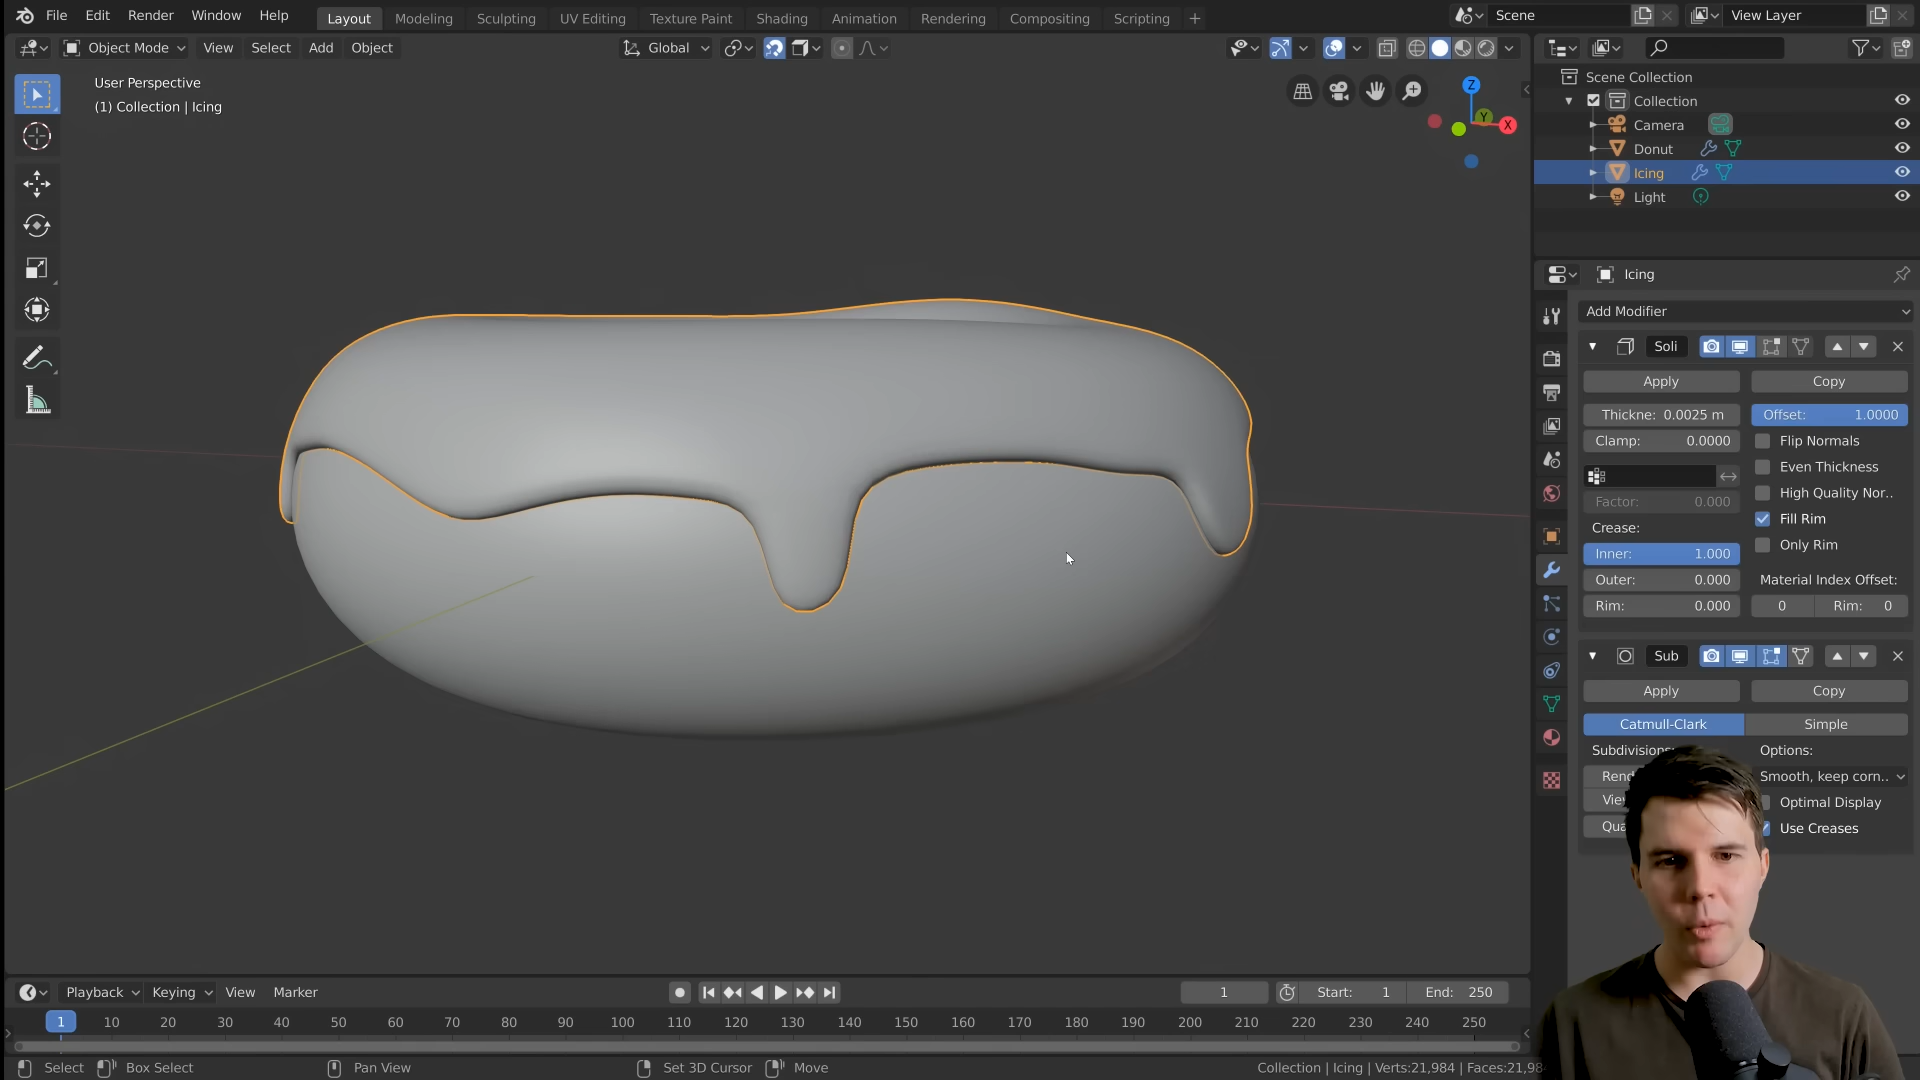 File Edit Render Window Help
Layout Modeling Sculpting UV Editing Texture Paint Shading Animation Rendering Compositing Scripting +
Scene
View Layer
Object Mode View Select Add Object
Global
User Perspective
(1) Collection | Icing
Z
Y
X
Scene Collection
Collection
Camera
Donut
Icing
Light
Icing
Add Modifier
Soli
Apply Copy
Thickne: 0.0025 m Offset: 1.0000
Clamp: 0.0000 Flip Normals
Even Thickness
Factor: 0.000 High Quality Nor..
Crease: Fill Rim
Inner: 1.000 Only Rim
Outer: 0.000 Material Index Offset:
Rim: 0.000 0 Rim: 0
Sub
Apply Copy
Catmull-Clark Simple
Subdivisions: Options:
Smooth, keep corn..
Optimal Display
Use Creases
Playback Keying View Marker
1 Start: 1 End: 250
1 10 20 30 40 50 60 70 80 90 100 110 120 130 140 150 160 170 180 190 200 210 220 230 240 250
Select Box Select Pan View Set 3D Cursor Move
Collection | Icing | Verts:21,984 | Faces:21,98